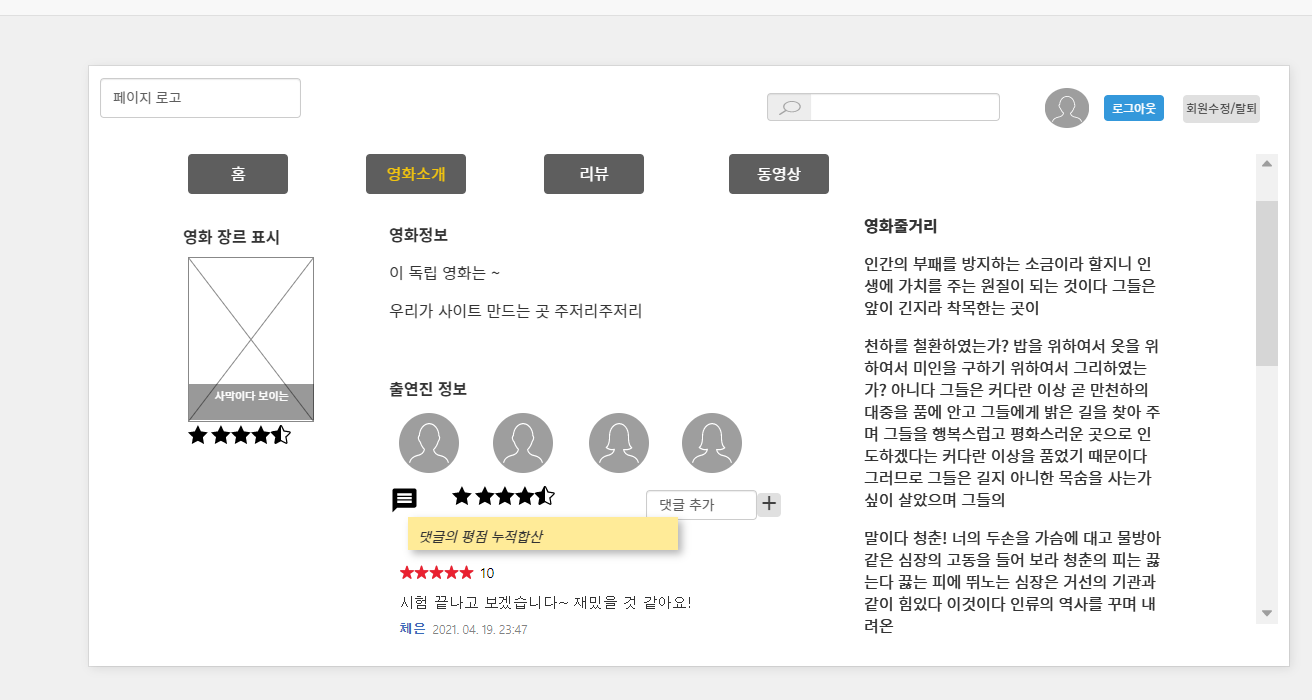 페이지 로고
로그아웃
회원수정/탈퇴
홈
영화소개
리뷰
동영상
영화 장르 표시
사막이다 보이는
영화정보
이 독립 영화는 ~
우리가 사이트 만드는 곳 주저리주저리
출연진 정보
댓글 추가
+
댓글의 평점 누적합산
10
시험 끝나고 보겠습니다~ 재밌을 것 같아요!
체은 2021. 04. 19. 23:47
영화줄거리
인간의 부패를 방지하는 소금이라 할지니 인
생에 가치를 주는 원질이 되는 것이다 그들은
앞이 긴지라 착목한는 곳이
천하를 철환하였는가? 밥을 위하여서 옷을 위
하여서 미인을 구하기 위하여서 그리하였는
가? 아니다 그들은 커다란 이상 곧 만천하의
대중을 품에 안고 그들에게 밝은 길을 찾아 주
며 그들을 행복스럽고 평화스러운 곳으로 인
도하겠다는 커다란 이상을 품었기 때문이다
그러므로 그들은 길지 아니한 목숨을 사는가
싶이 살았으며 그들의
말이다 청춘! 너의 두손을 가슴에 대고 물방아
같은 심장의 고동을 들어 보라 청춘의 피는 끓
는다 끓는 피에 뛰노는 심장은 거선의 기관과
같이 힘있다 이것이다 인류의 역사를 꾸며 내
려온